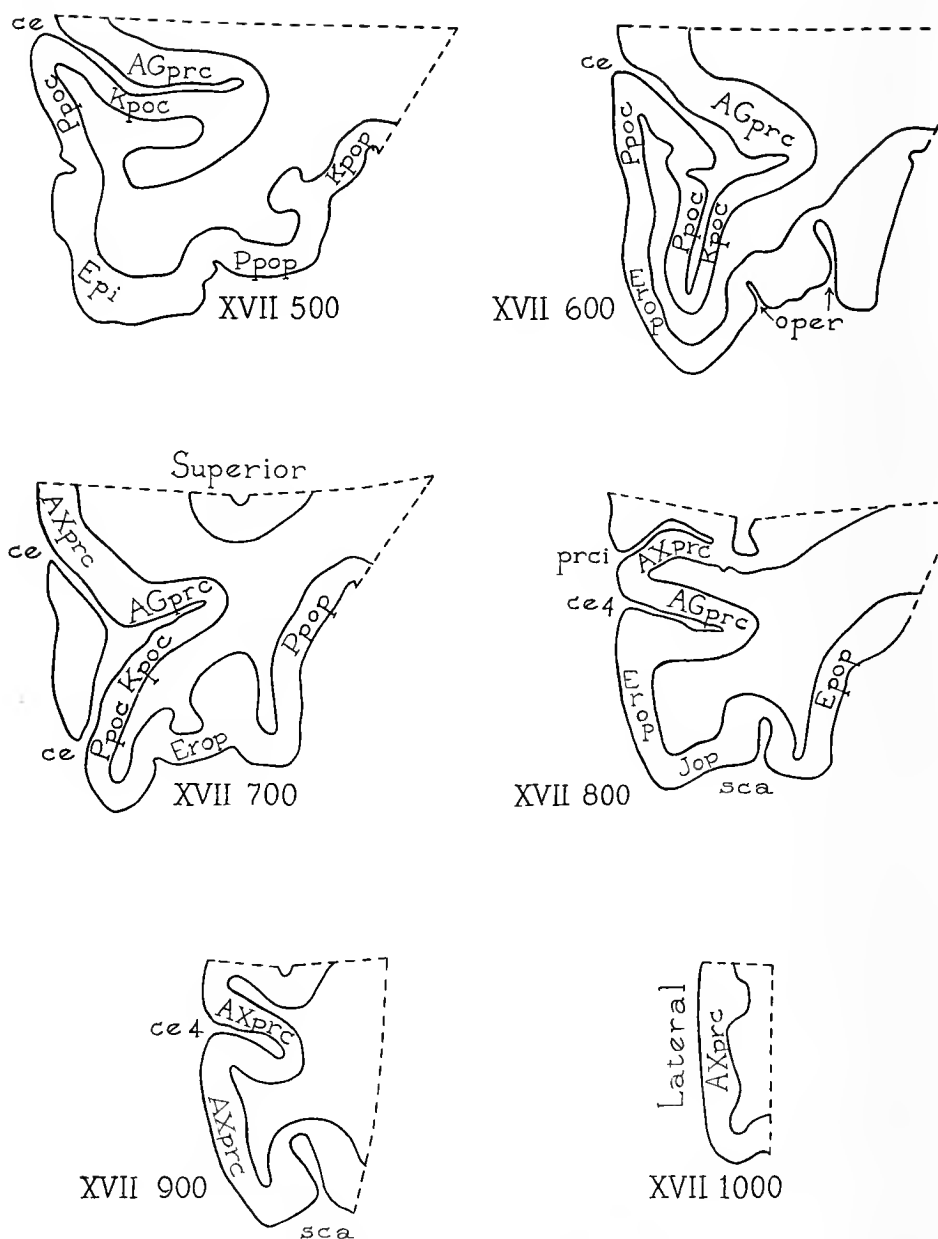 ce
AGprc
Kpoc
Ppoc
Kpop
Ppop
Epi
XVII 500
ce
AGprc
Ppoc
Ppoc
Kpoc
Erop
oper
XVII 600
Superior
AXprc
ce
AGprc
Ppop
Kpoc
Ppoc
ce
Erop
XVII 700
prci
AXprc
AGprc
ce4
Erop
Epop
Jop
XVII 800
sca
AXprc
ce 4
AXprc
XVII 900
sca
Lateral
AXprc
XVII 1000